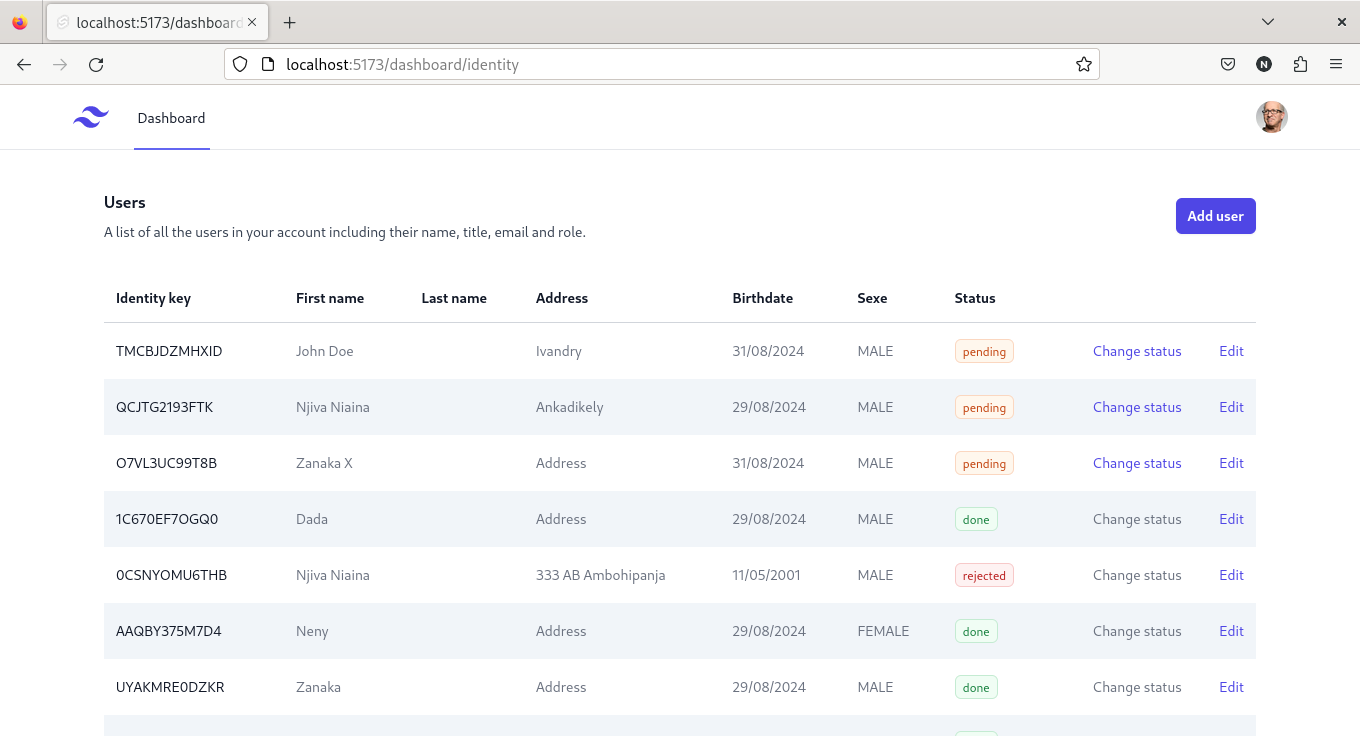 localhost:5173/dashboard
localhost:5173/dashboard/identity
N
Dashboard
Users
Add user
A list of all the users in your account including their name, title, email and role.
Identity key First name Last name Address Birthdate Sexe Status
TMCBJDZMHXID John Doe Ivandry 31/08/2024 MALE pending Change status Edit
QCJTG2193FTK Njiva Niaina Ankadikely 29/08/2024 MALE pending Change status Edit
O7VL3UC99T8B Zanaka X Address 31/08/2024 MALE pending Change status Edit
1C670EF7OGQ0 Dada Address 29/08/2024 MALE done Change status Edit
0CSNYOMU6THB Njiva Niaina 333 AB Ambohipanja 11/05/2001 MALE rejected Change status Edit
AAQBY375M7D4 Neny Address 29/08/2024 FEMALE done Change status Edit
UYAKMRE0DZKR Zanaka Address 29/08/2024 MALE done Change status Edit